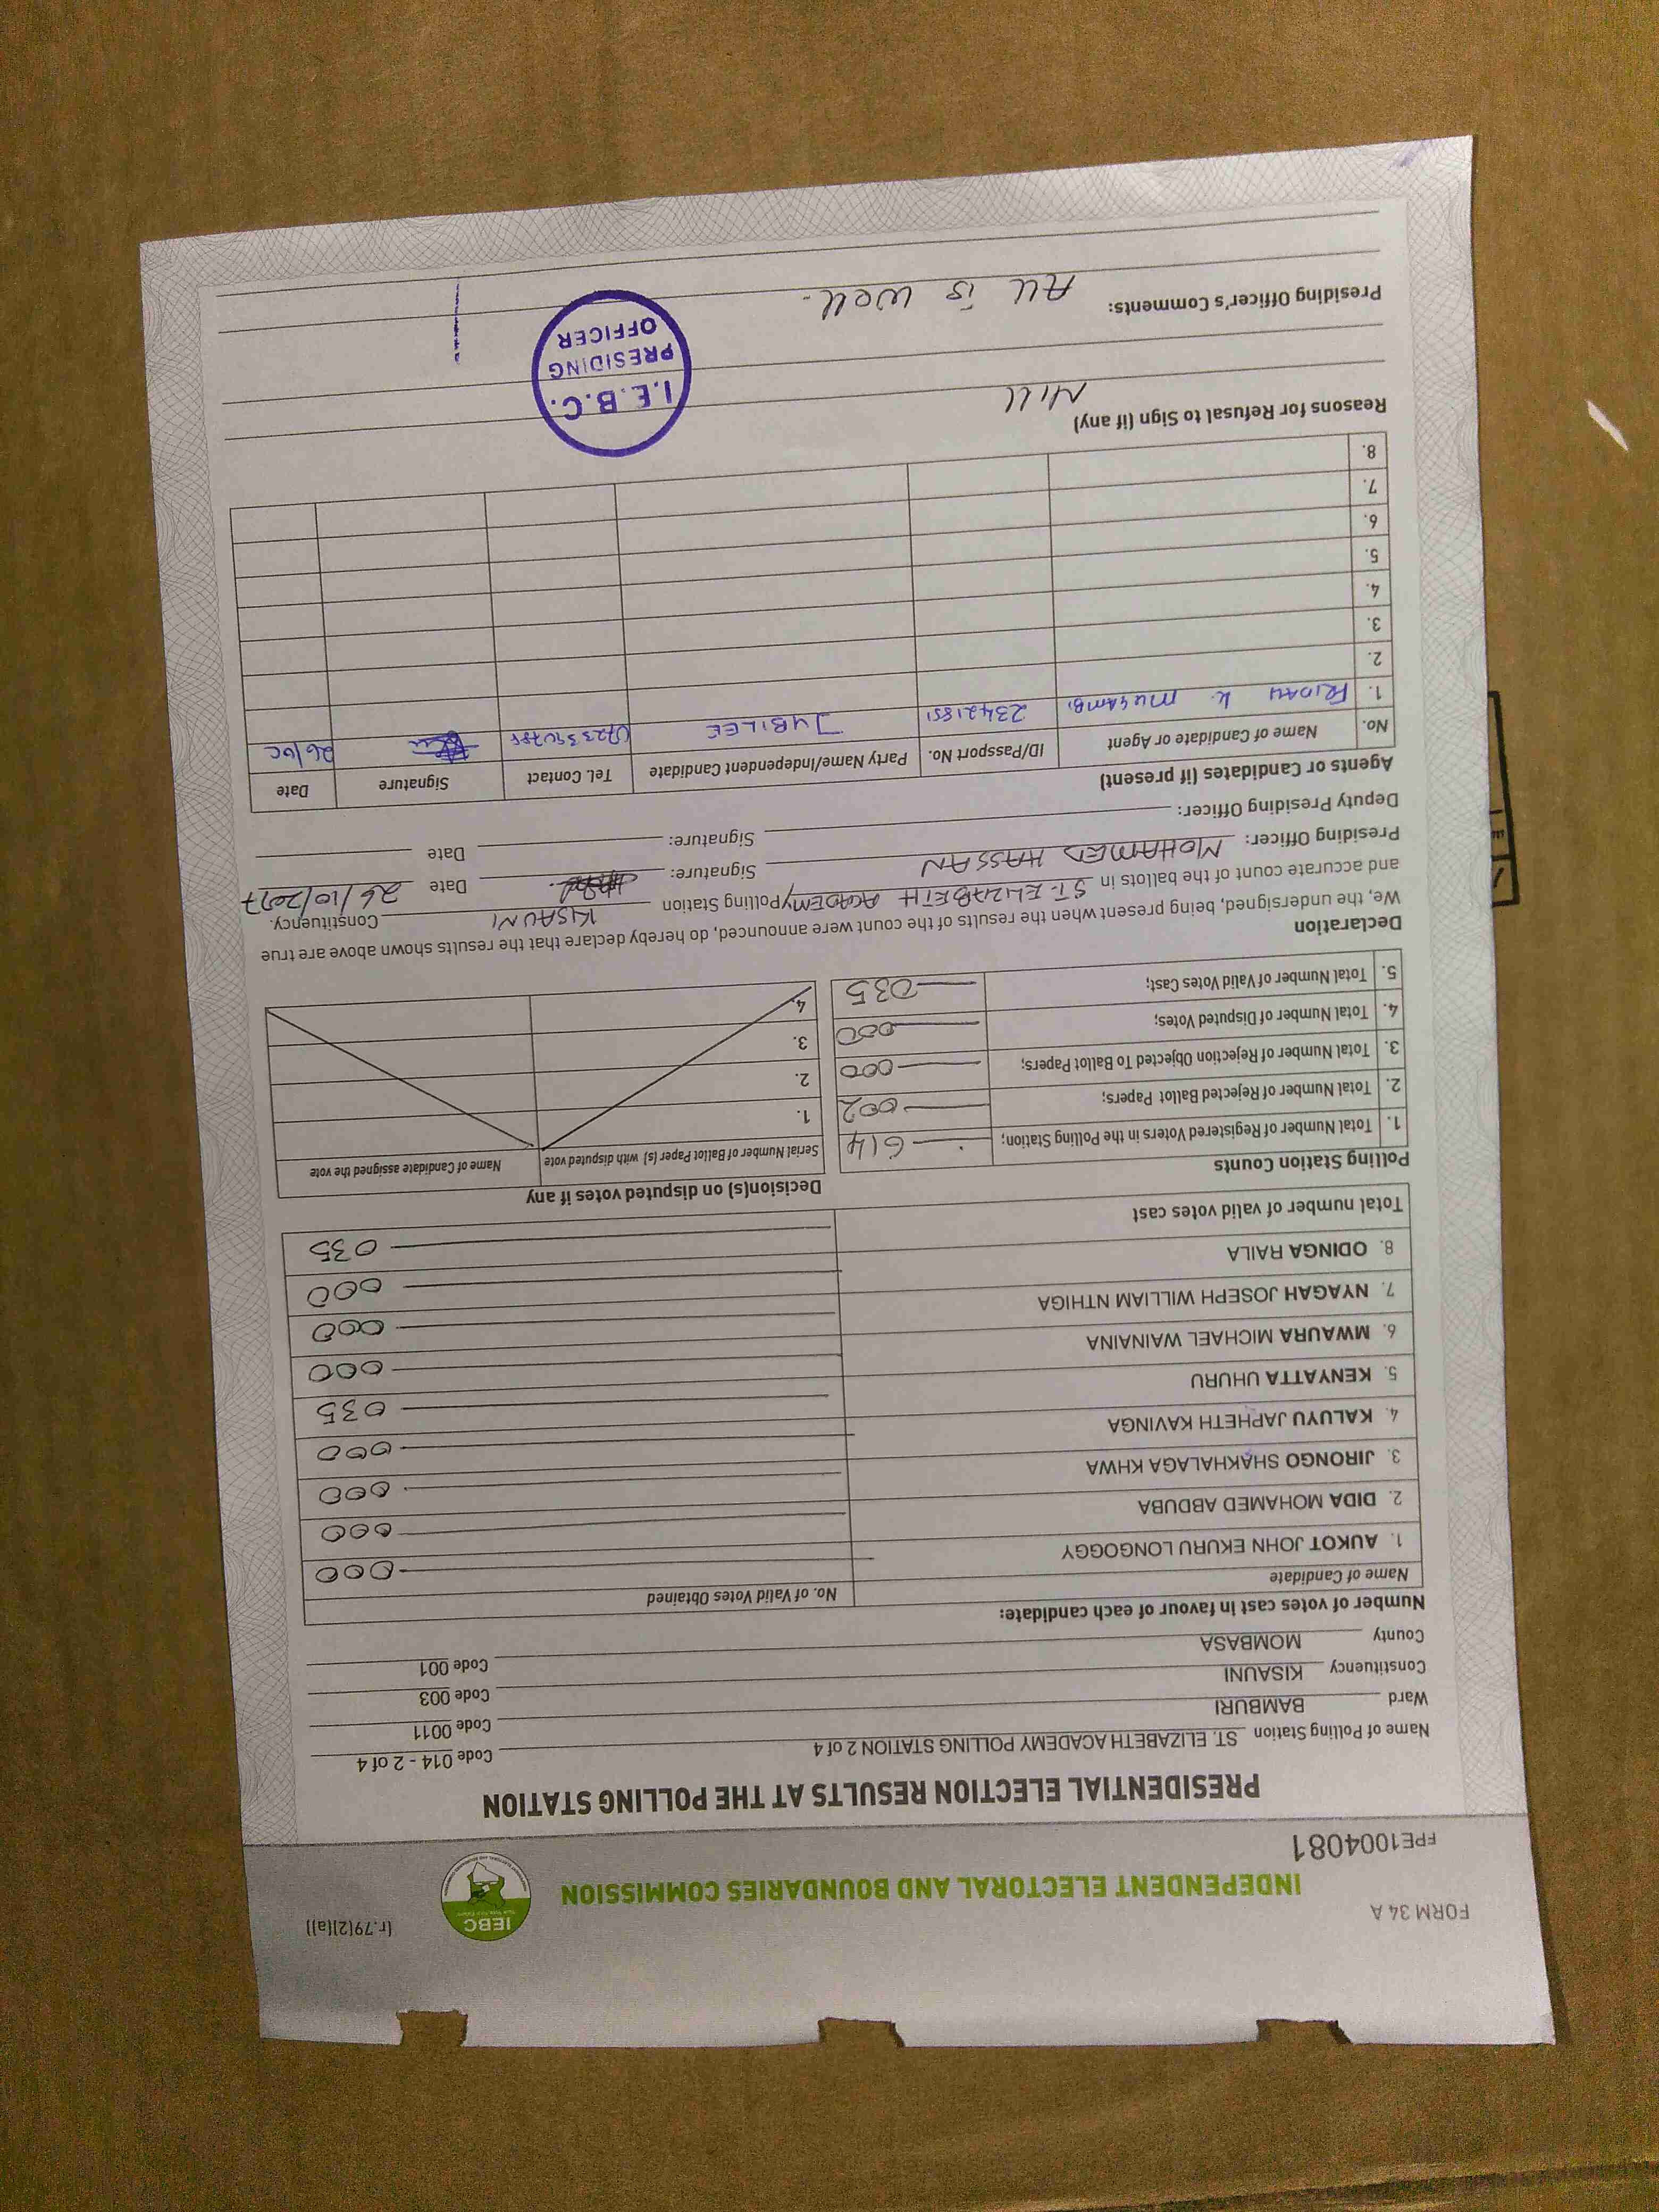 FORM 34 A
(r.79(2)(a))
INDEPENDENT ELECTORAL AND BOUNDARIES COMMISSION
IEBC
FPE1004081
PRESIDENTIAL ELECTION RESULTS AT THE POLLING STATION
Name of Polling Station ST. ELIZABETH ACADEMY POLLING STATION 2 of 4 Code 014 - 2 of 4
Ward BAMBURI Code 0011
Constituency KISAUNI Code 003
County MOMBASA Code 001
Number of votes cast in favour of each candidate:
Name of Candidate No. of Valid Votes Obtained
1. AUKOT JOHN EKURU LONGOGGY 000
2. DIDA MOHAMED ABDUBA 000
3. JIRONGO SHAKHALAGA KHWA 000
4. KALUYU JAPHETH KAVINGA 000
5. KENYATTA UHURU 035
6. MWAURA MICHAEL WAINAINA 000
7. NYAGAH JOSEPH WILLIAM NTHIGA 000
8. ODINGA RAILA 000
Total number of valid votes cast 035
Polling Station Counts
1. Total Number of Registered Voters in the Polling Station; 614
2. Total Number of Rejected Ballot Papers; 002
3. Total Number of Rejection Objected To Ballot Papers; 000
4. Total Number of Disputed Votes; 000
5. Total Number of Valid Votes Cast; 035
Decision(s) on disputed votes if any
Serial Number of Ballot Paper (s) with disputed vote Name of Candidate assigned the vote
1.
2.
3.
4.
Declaration
We, the undersigned, being present when the results of the count were announced, do hereby declare that the results shown above are true
and accurate count of the ballots in ST. ELIZABETH ACADEMY Polling Station KISAUNI Constituency.
Presiding Officer: MOHAMED HASSAN Signature: Date 26/10/2017
Deputy Presiding Officer: Signature: Date
Agents or Candidates (if present)
No. Name of Candidate or Agent ID/Passport No. Party Name/Independent Candidate Tel. Contact Signature Date
1. FRIDAH K 23421851 JUBILEE
2.
3.
4.
5.
6.
7.
8.
Reasons for Refusal to Sign (if any)
NILL
I.E.B.C.
PRESIDING
OFFICER
Presiding Officer's Comments: All is well.